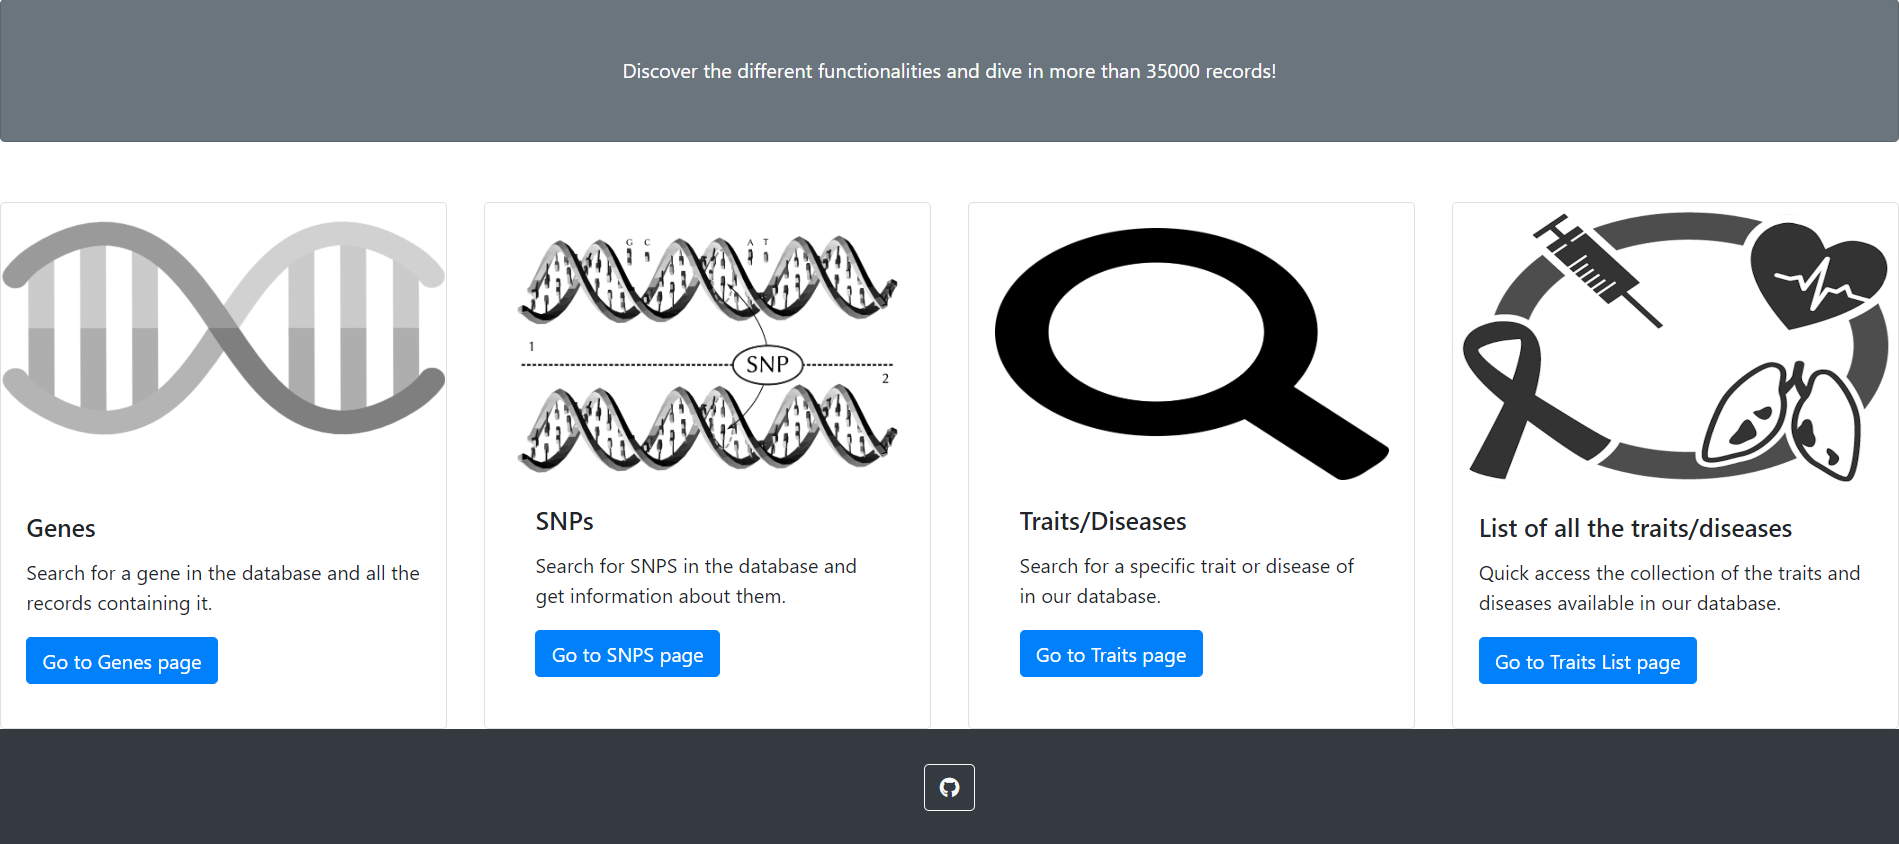 Discover the different functionalities and dive in more than 35000 records!
G C A T
1
SNP
2
Genes
Search for a gene in the database and all the
records containing it.
Go to Genes page
SNPs
Search for SNPS in the database and
get information about them.
Go to SNPS page
Traits/Diseases
Search for a specific trait or disease of
in our database.
Go to Traits page
List of all the traits/diseases
Quick access the collection of the traits and
diseases available in our database.
Go to Traits List page